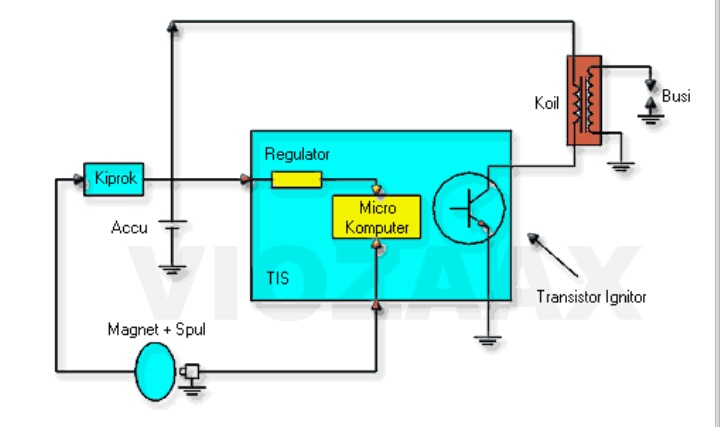 Koil
Busi
Regulator
Kiprok
Micro
Komputer
Accu
TIS
Transistor Ignitor
Magnet + Spul
VIOZAAX